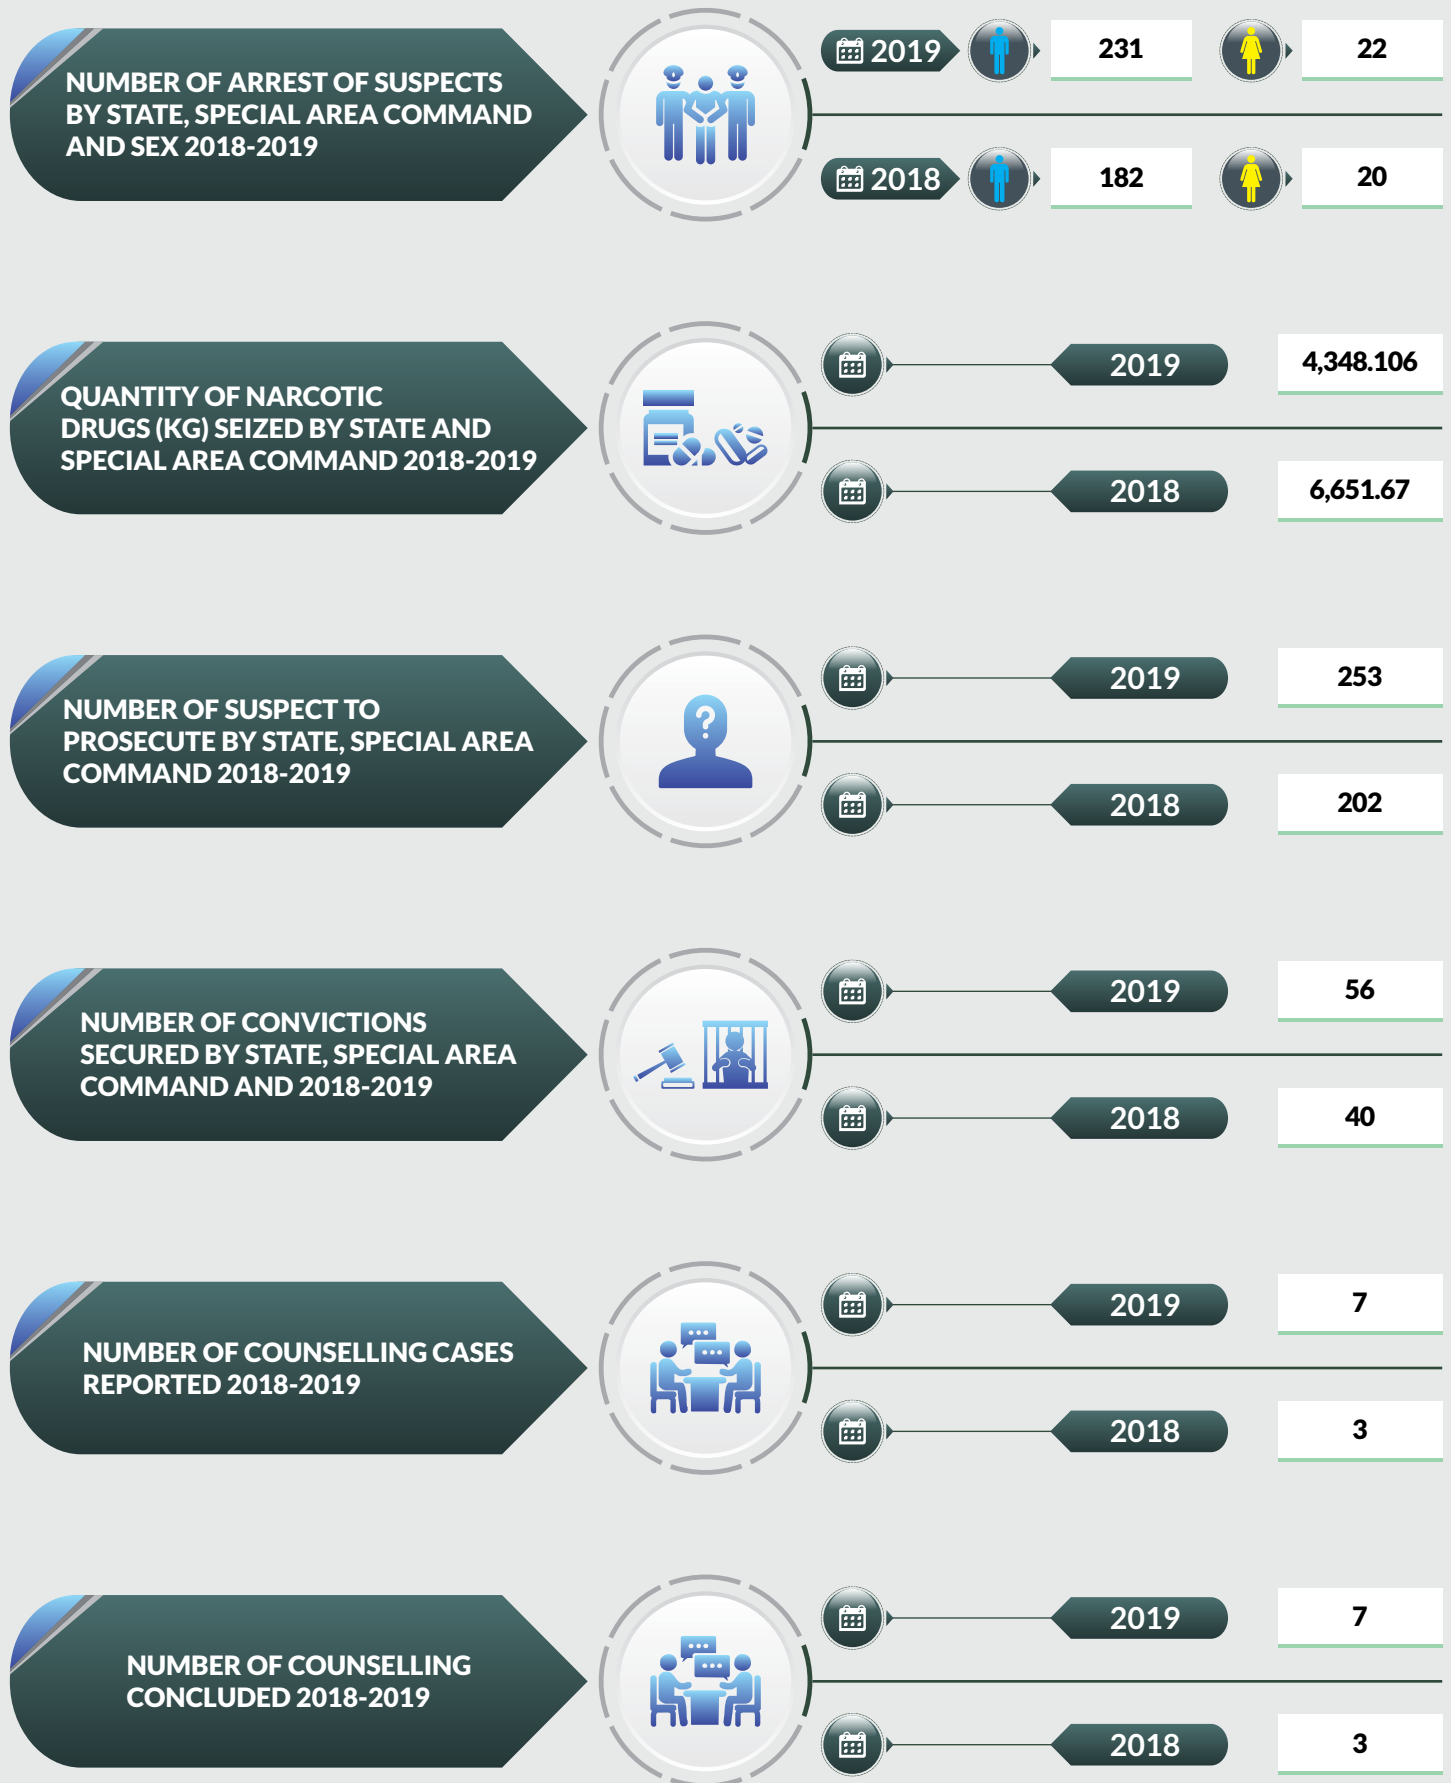 NUMBER OF ARREST OF SUSPECTS
BY STATE, SPECIAL AREA COMMAND
AND SEX 2018-2019
2019
231
22
2018
182
20
QUANTITY OF NARCOTIC
DRUGS (KG) SEIZED BY STATE AND
SPECIAL AREA COMMAND 2018-2019
2019
4,348.106
2018
6,651.67
NUMBER OF SUSPECT TO
PROSECUTE BY STATE, SPECIAL AREA
COMMAND 2018-2019
2019
253
2018
202
NUMBER OF CONVICTIONS
SECURED BY STATE, SPECIAL AREA
COMMAND AND 2018-2019
2019
56
2018
40
NUMBER OF COUNSELLING CASES
REPORTED 2018-2019
2019
7
2018
3
NUMBER OF COUNSELLING
CONCLUDED 2018-2019
2019
7
2018
3